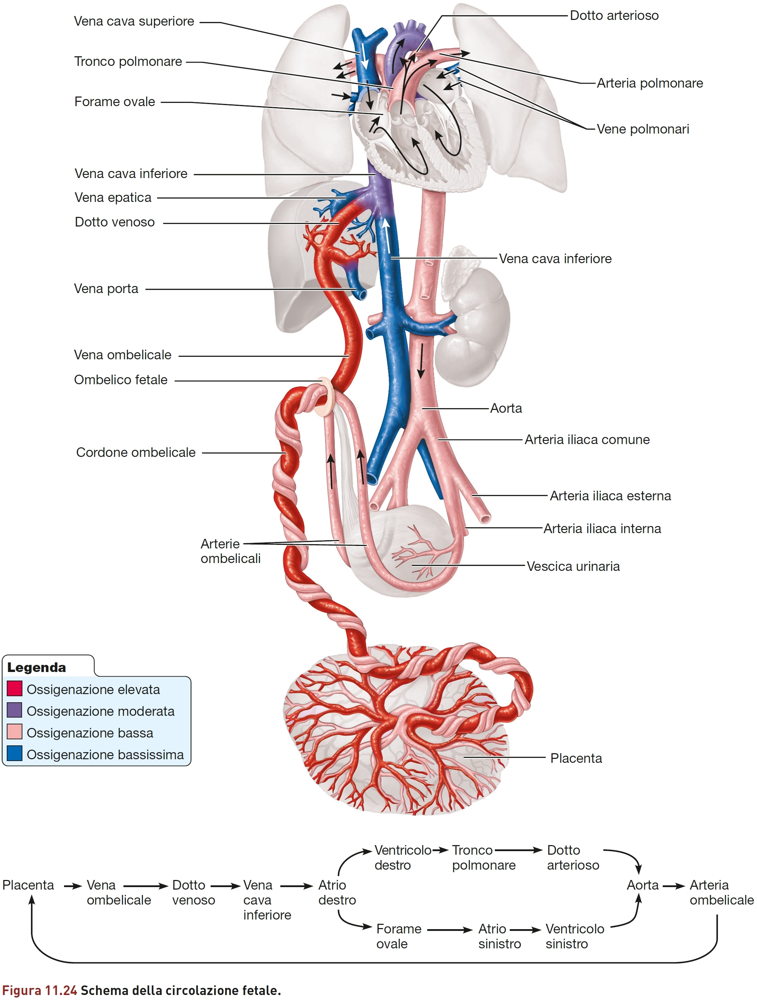 Vena cava superiore
Tronco polmonare
Forame ovale
Vena cava inferiore
Vena epatica
Dotto venoso
Vena porta
Vena ombelicale
Ombelico fetale
Cordone ombelicale
Arterie
ombelicali
Dotto arterioso
Arteria polmonare
Vene polmonari
Vena cava inferiore
Aorta
Arteria iliaca comune
Arteria iliaca esterna
Arteria iliaca interna
Vescica urinaria
Placenta
Legenda
Ossigenazione elevata
Ossigenazione moderata
Ossigenazione bassa
Ossigenazione bassissima
Placenta
Vena
ombelicale
Dotto
venoso
Vena
cava
inferiore
Atrio
destro
Ventricolo
destro
Tronco
polmonare
Dotto
arterioso
Forame
ovale
Atrio
sinistro
Ventricolo
sinistro
Aorta
Arteria
ombelicale
Figura 11.24 Schema della circolazione fetale.